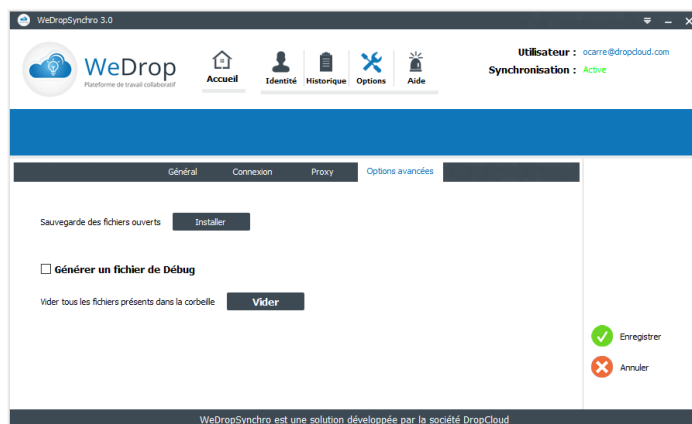 WeDropSynchro 3.0
WeDrop
Plateforme de travail collaboratif
Accueil
Identité Historique Options Aide
Utilisateur : ocarre@dropcloud.com
Synchronisation : Active
Général Connexion Proxy Options avancées
Sauvegarde des fichiers ouverts Installer
Générer un fichier de Débug
Vider tous les fichiers présents dans la corbeille Vider
Enregistrer
Annuler
WeDropSynchro est une solution développée par la société DropCloud